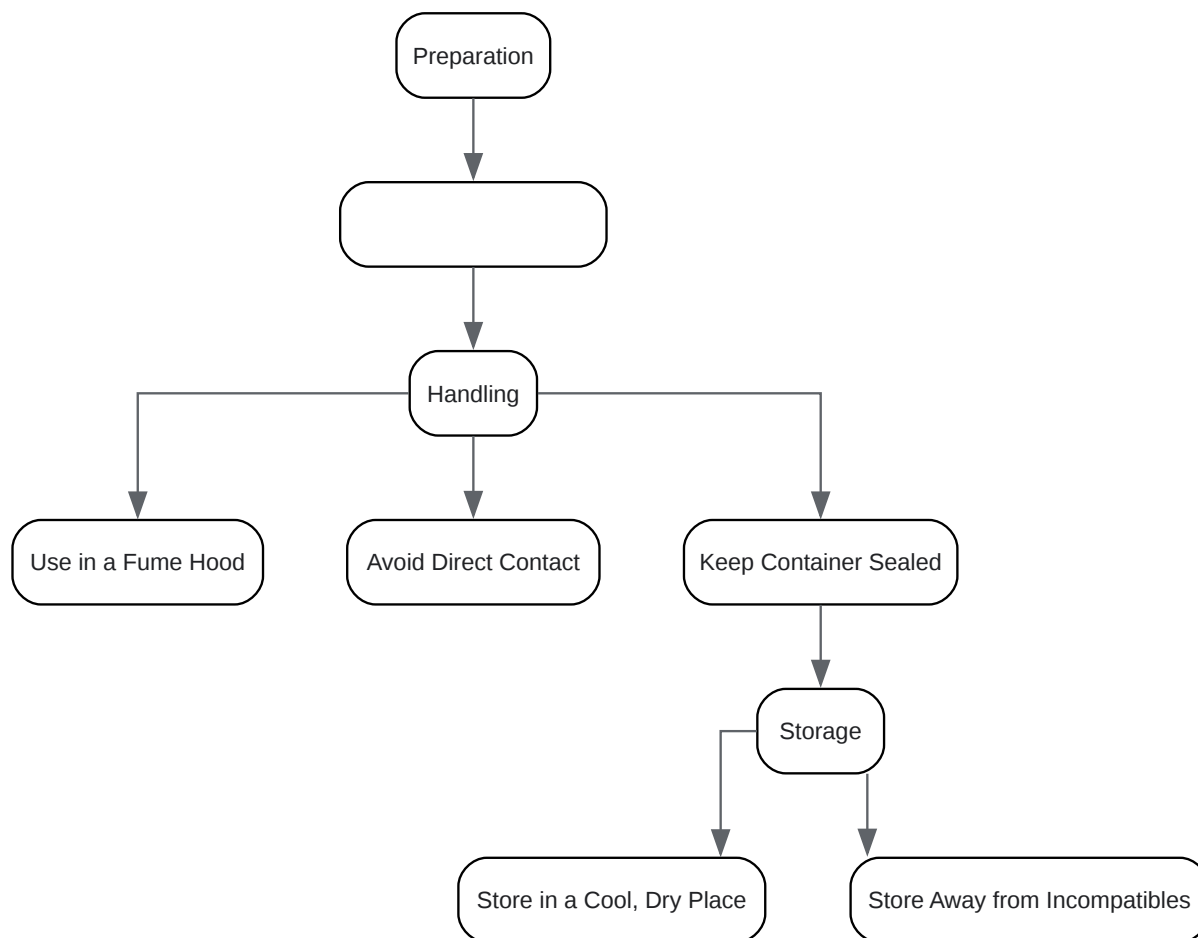 Preparation
Handling
Use in a Fume Hood
Avoid Direct Contact
Keep Container Sealed
Storage
Store in a Cool, Dry Place
Store Away from Incompatibles